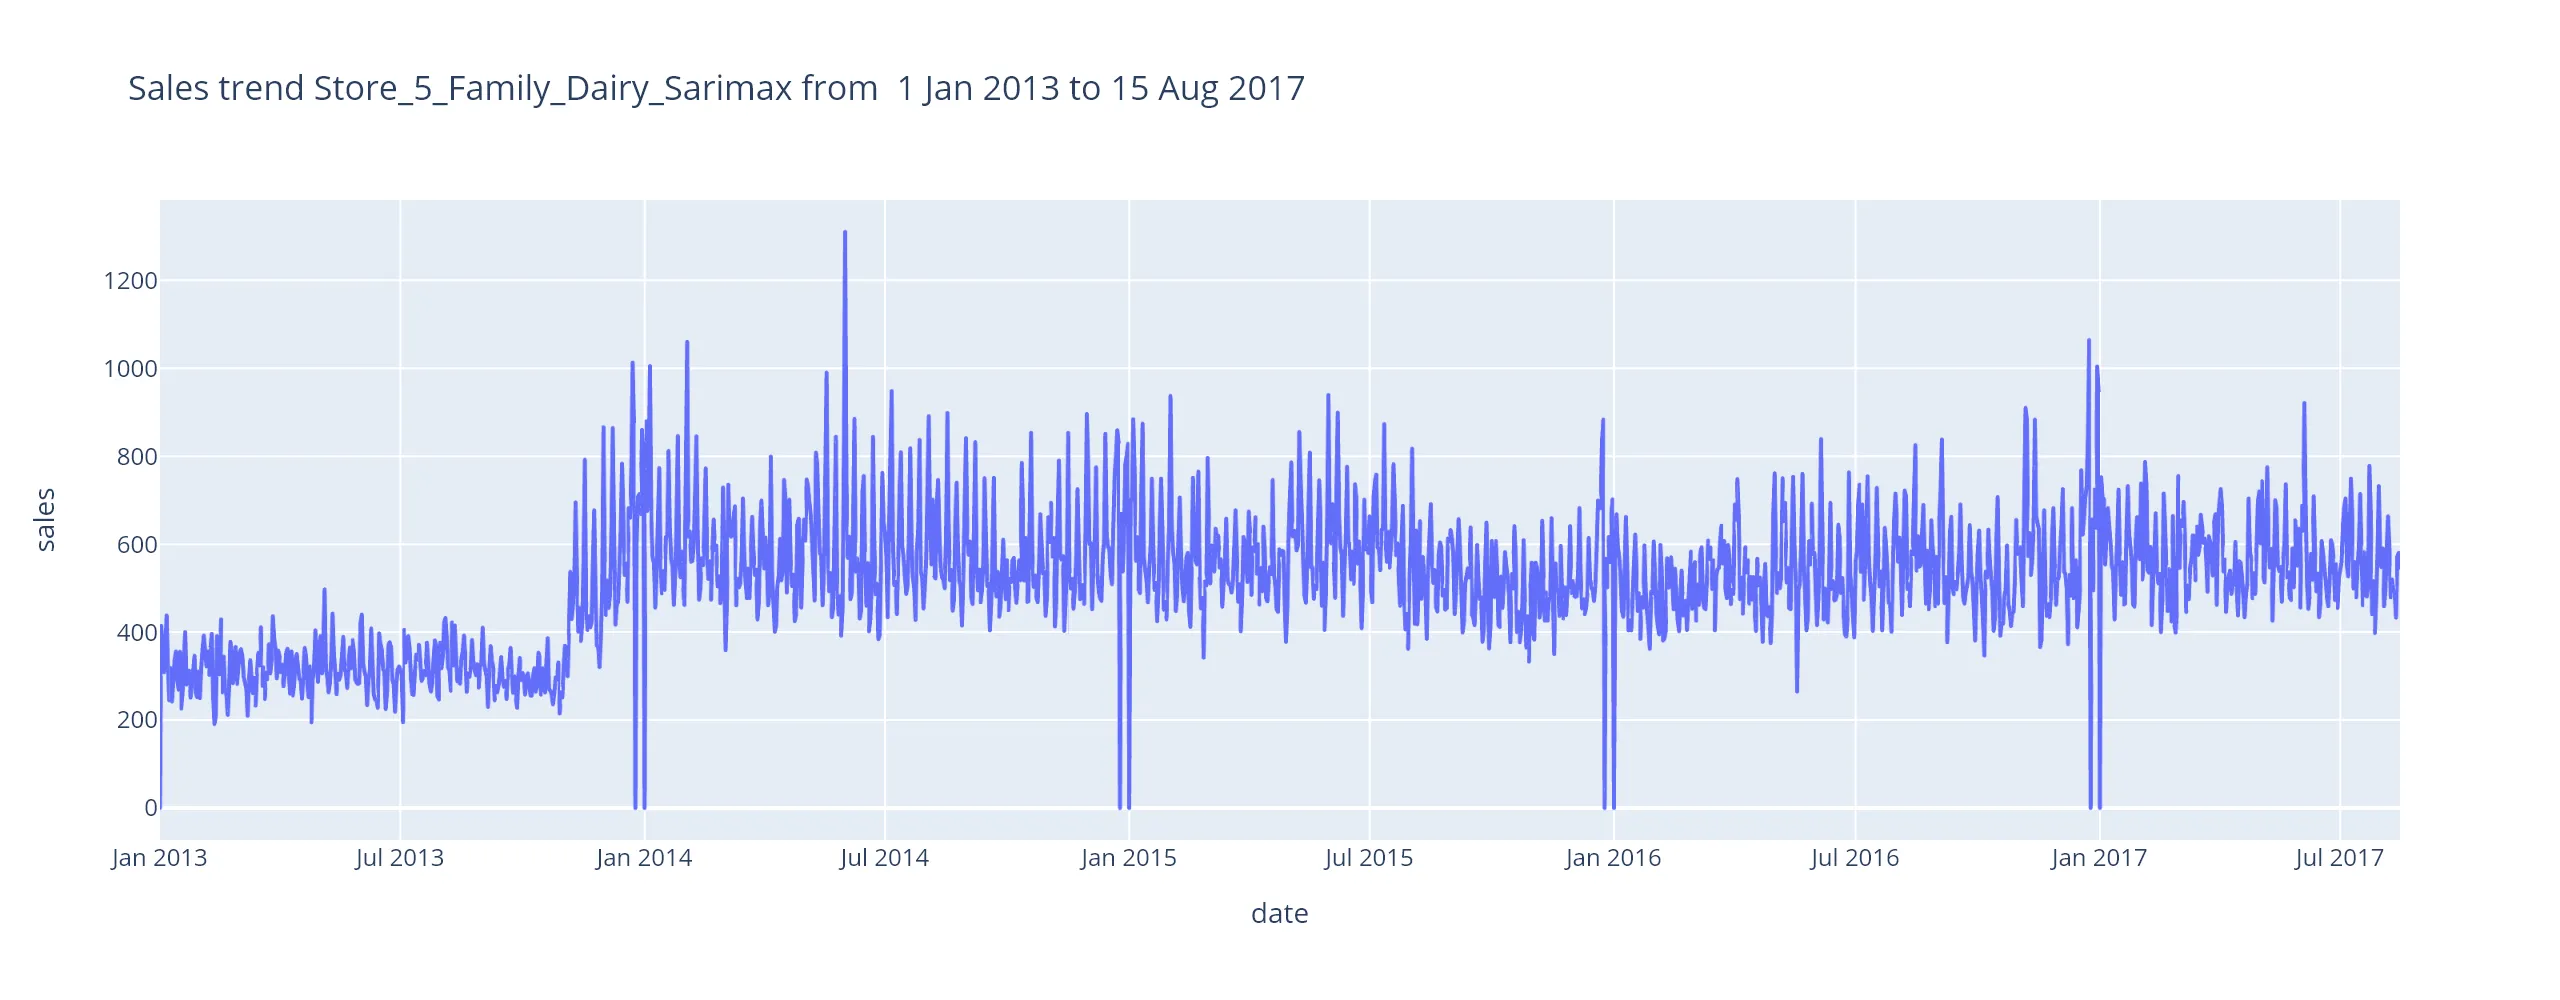 Sales trend Store_5_Family_Dairy_Sarimax from  1 Jan 2013 to 15 Aug 2017
sales
1200
1000
800
600
400
200
0
Jan 2013
Jul 2013
Jan 2014
Jul 2014
Jan 2015
Jul 2015
Jan 2016
Jul 2016
Jan 2017
Jul 2017
date